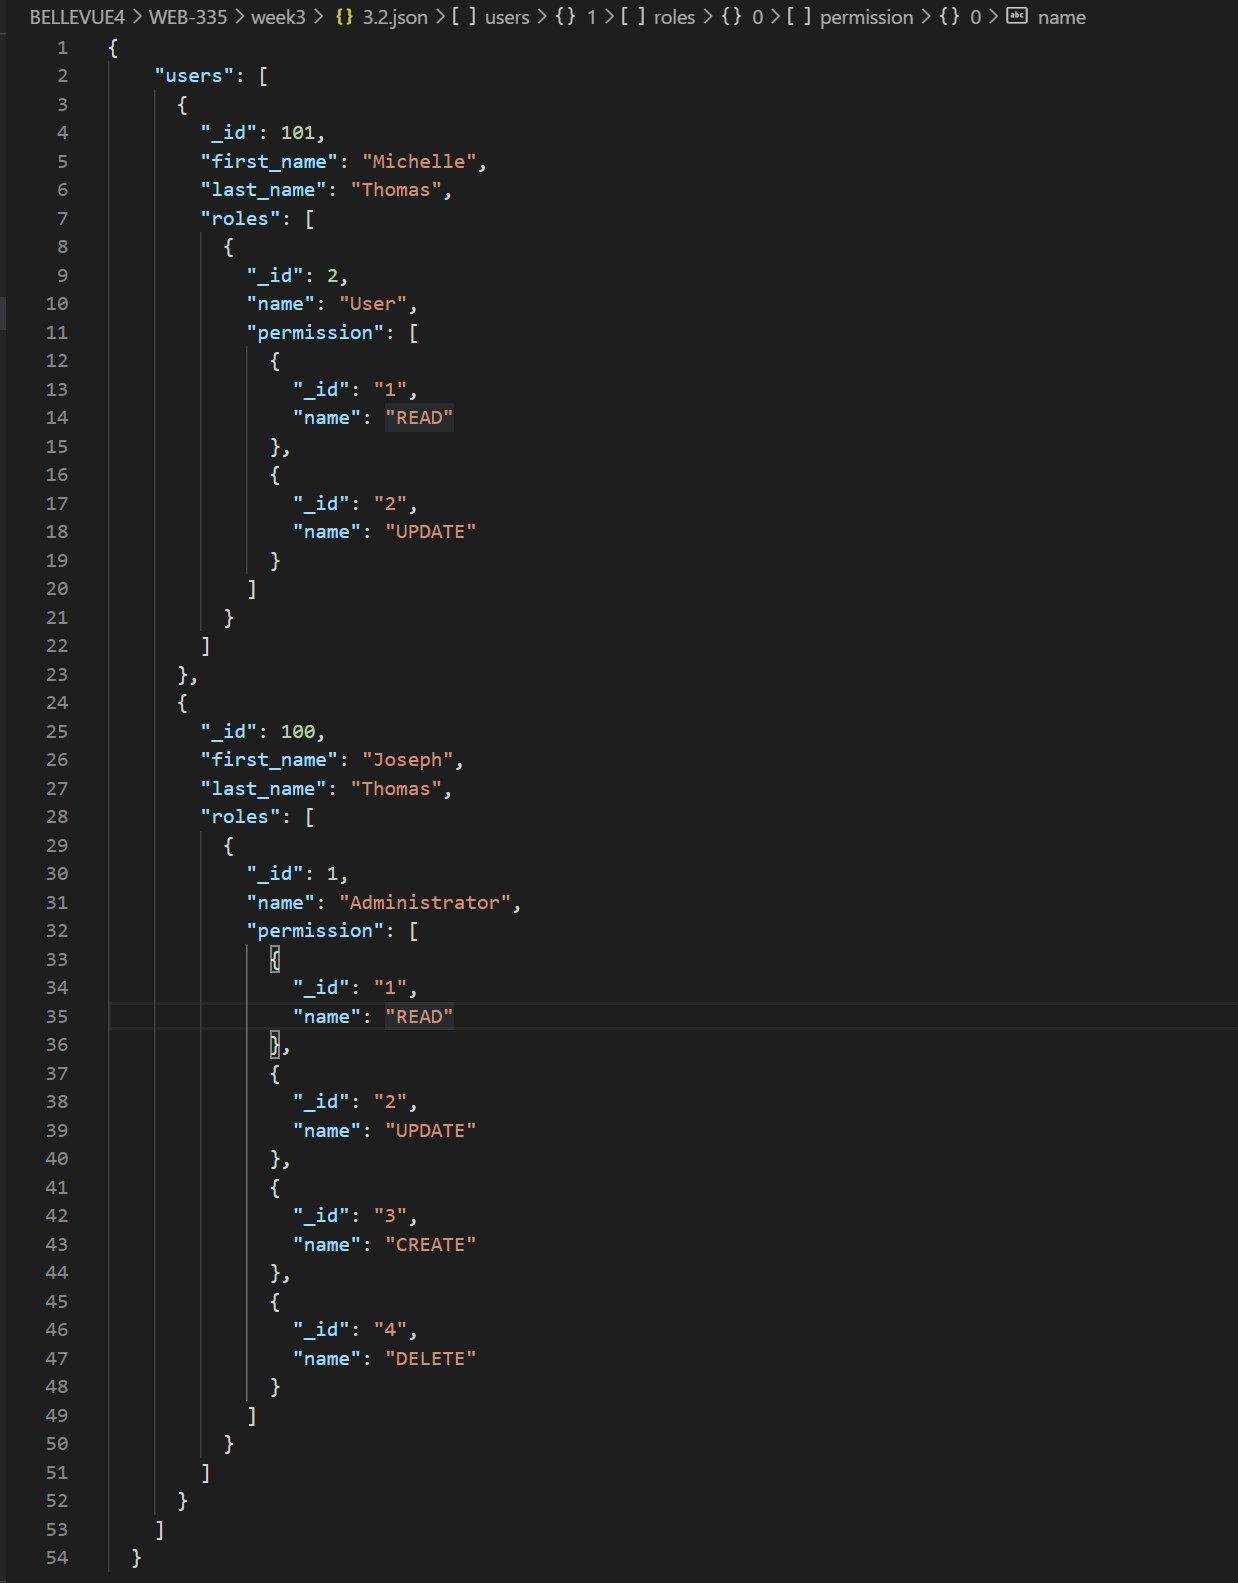 BELLEVUE4 > WEB-335 > week3 > {} 3.2.json > [ ] users > {} 1 > [ ] roles > {} 0 > [ ] permission > {} 0 > abc name
1 {
2     "users": [
3       {
4         "_id": 101,
5         "first_name": "Michelle",
6         "last_name": "Thomas",
7         "roles": [
8           {
9             "_id": 2,
10             "name": "User",
11             "permission": [
12               {
13                 "_id": "1",
14                 "name": "READ"
15               },
16               {
17                 "_id": "2",
18                 "name": "UPDATE"
19               }
20             ]
21           }
22         ]
23       },
24       {
25         "_id": 100,
26         "first_name": "Joseph",
27         "last_name": "Thomas",
28         "roles": [
29           {
30             "_id": 1,
31             "name": "Administrator",
32             "permission": [
33               {
34                 "_id": "1",
35                 "name": "READ"
36               },
37               {
38                 "_id": "2",
39                 "name": "UPDATE"
40               },
41               {
42                 "_id": "3",
43                 "name": "CREATE"
44               },
45               {
46                 "_id": "4",
47                 "name": "DELETE"
48               }
49             ]
50           }
51         ]
52       }
53     ]
54   }